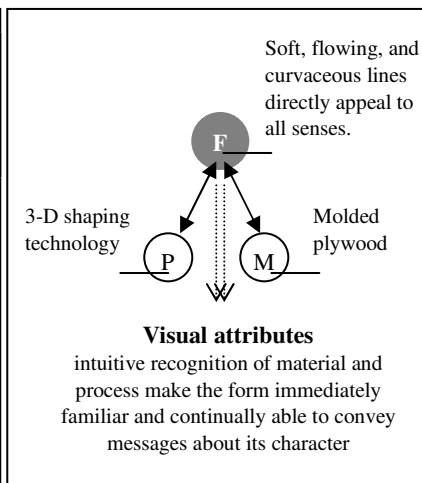 Soft, flowing, and
curvaceous lines
directly appeal to
all senses.
F
3-D shaping
technology
Molded
plywood
P
M
Visual attributes
intuitive recognition of material and
process make the form immediately
familiar and continually able to convey
messages about its character